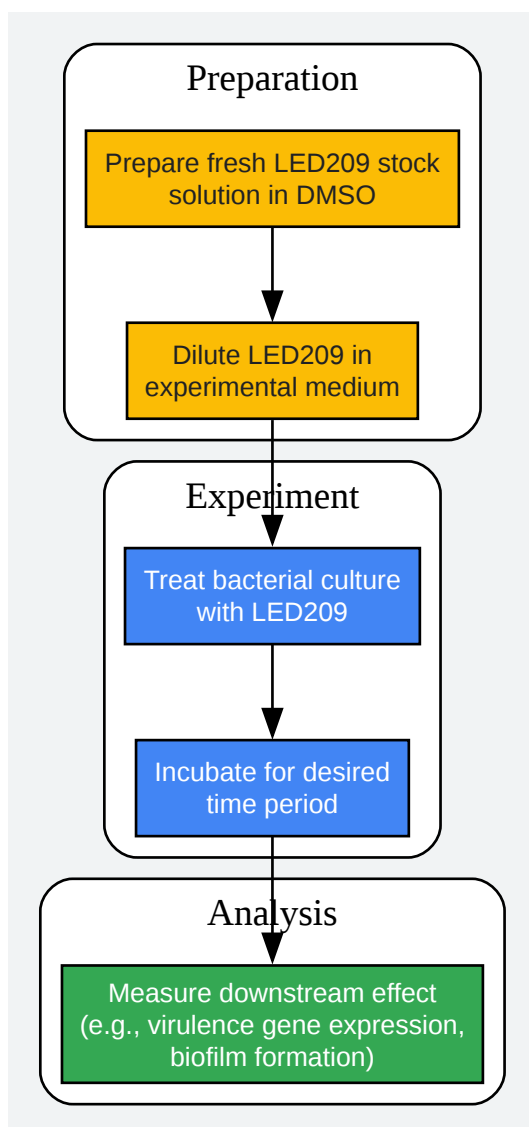 Preparation
Prepare fresh LED209 stock
solution in DMSO
Dilute LED209 in
experimental medium
Experiment
Treat bacterial culture
with LED209
Incubate for desired
time period
Analysis
Measure downstream effect
(e.g., virulence gene expression,
biofilm formation)